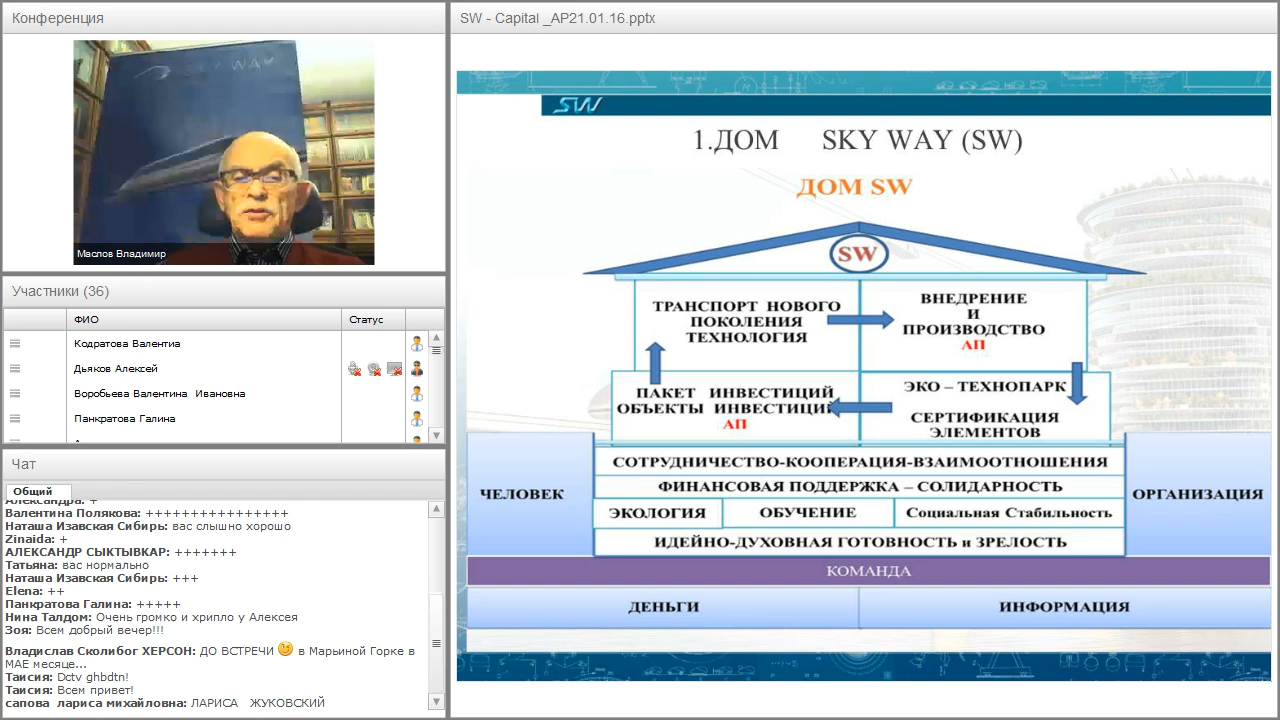 Конференция
SKY WAY
Маслов Владимир
Участники (36)
ФИО
Статус
Кодратова Валентиа
Дьяков Алексей
Воробьева Валентина Ивановна
Панкратова Галина
Чат
Общий
Александра: +
Валентина Полякова: ++++++++++++++++
Наташа Изавская Сибирь: вас слышно хорошо
Zinaida: +
АЛЕКСАНДР СЫКТЫВКАР: +++++++
Татьяна: вас нормально
Наташа Изавская Сибирь: +++
Elena: ++
Панкратова Галина: +++++
Нина Талдом: Очень громко и хрипло у Алексея
Зоя: Всем добрый вечер!!!
Владислав Сколибог ХЕРСОН: ДО ВСТРЕЧИ в Марьиной Горке в
МАЕ месяце...
Таисия: Dctv ghbdtn!
Таисия: Всем привет!
сапова лариса михайловна: ЛАРИСА ЖУКОВСКИЙ
SW - Capital _AP21.01.16.pptx
SW
1.ДОМ SKY WAY (SW)
ДОМ SW
SW
ТРАНСПОРТ НОВОГО
ПОКОЛЕНИЯ
ТЕХНОЛОГИЯ
ВНЕДРЕНИЕ
И
ПРОИЗВОДСТВО
АП
ПАКЕТ ИНВЕСТИЦИЙ
ОБЪЕКТЫ ИНВЕСТИЦИЙ
АП
ЭКО – ТЕХНОПАРК
СЕРТИФИКАЦИЯ
ЭЛЕМЕНТОВ
СОТРУДНИЧЕСТВО-КООПЕРАЦИЯ-ВЗАИМООТНОШЕНИЯ
ФИНАНСОВАЯ ПОДДЕРЖКА – СОЛИДАРНОСТЬ
ЭКОЛОГИЯ
ОБУЧЕНИЕ
Социальная Стабильность
ИДЕЙНО-ДУХОВНАЯ ГОТОВНОСТЬ и ЗРЕЛОСТЬ
ЧЕЛОВЕК
ОРГАНИЗАЦИЯ
КОМАНДА
ДЕНЬГИ
ИНФОРМАЦИЯ